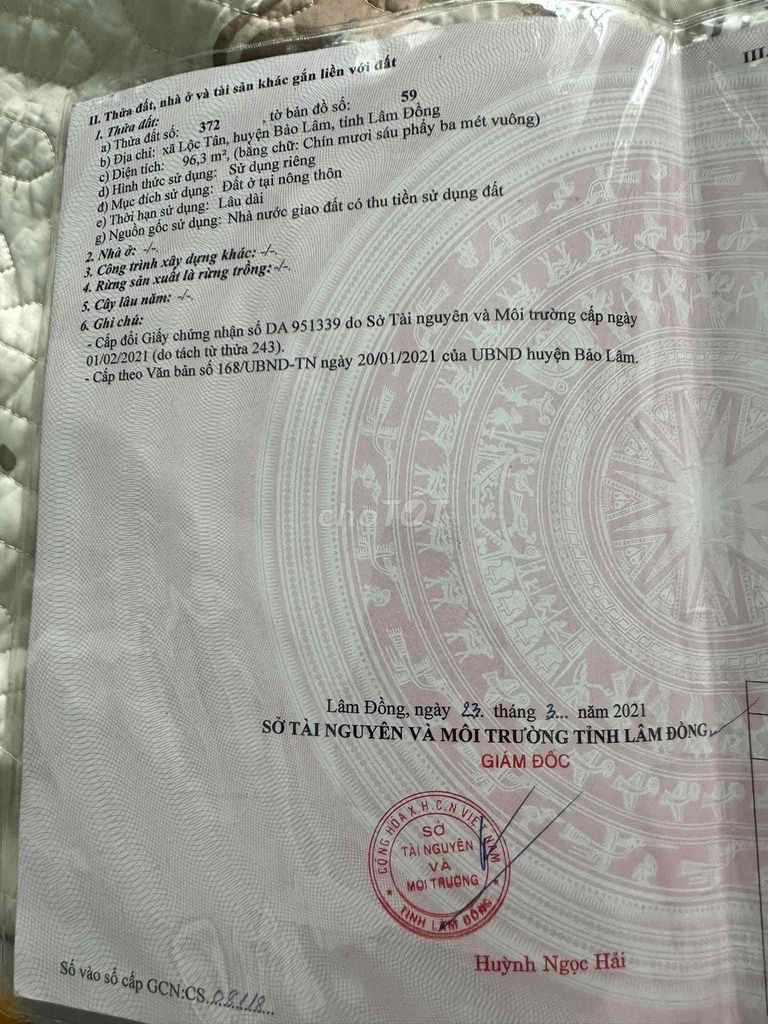 III.
II. Thửa đất, nhà ở và tài sản khác gắn liền với đất
1. Thửa đất:
a) Thửa đất số: 372 , tờ bản đồ số: 59
b) Địa chỉ: xã Lộc Tân, huyện Bảo Lâm, tỉnh Lâm Đồng
c) Diện tích: 96,3 m², (bằng chữ: Chín mươi sáu phẩy ba mét vuông)
d) Hình thức sử dụng: Sử dụng riêng
đ) Mục đích sử dụng: Đất ở tại nông thôn
e) Thời hạn sử dụng: Lâu dài
g) Nguồn gốc sử dụng: Nhà nước giao đất có thu tiền sử dụng đất
2. Nhà ở: -/-.
3. Công trình xây dựng khác: -/-.
4. Rừng sản xuất là rừng trồng: -/-.
5. Cây lâu năm: -/-.
6. Ghi chú:
- Cấp đổi Giấy chứng nhận số DA 951339 do Sở Tài nguyên và Môi trường cấp ngày
01/02/2021 (do tách từ thửa 243).
- Cấp theo Văn bản số 168/UBND-TN ngày 20/01/2021 của UBND huyện Bảo Lâm.
chợTỐT
Lâm Đồng, ngày 23. tháng 3... năm 2021
SỞ TÀI NGUYÊN VÀ MÔI TRƯỜNG TỈNH LÂM ĐỒNG
GIÁM ĐỐC
CỘNG HÒA X.H.C.N VIỆT NAM
SỞ
TÀI NGUYÊN
VÀ
MÔI TRƯỜNG
TỈNH LÂM ĐỒNG
Huỳnh Ngọc Hải
Số vào sổ cấp GCN:CS.08118...